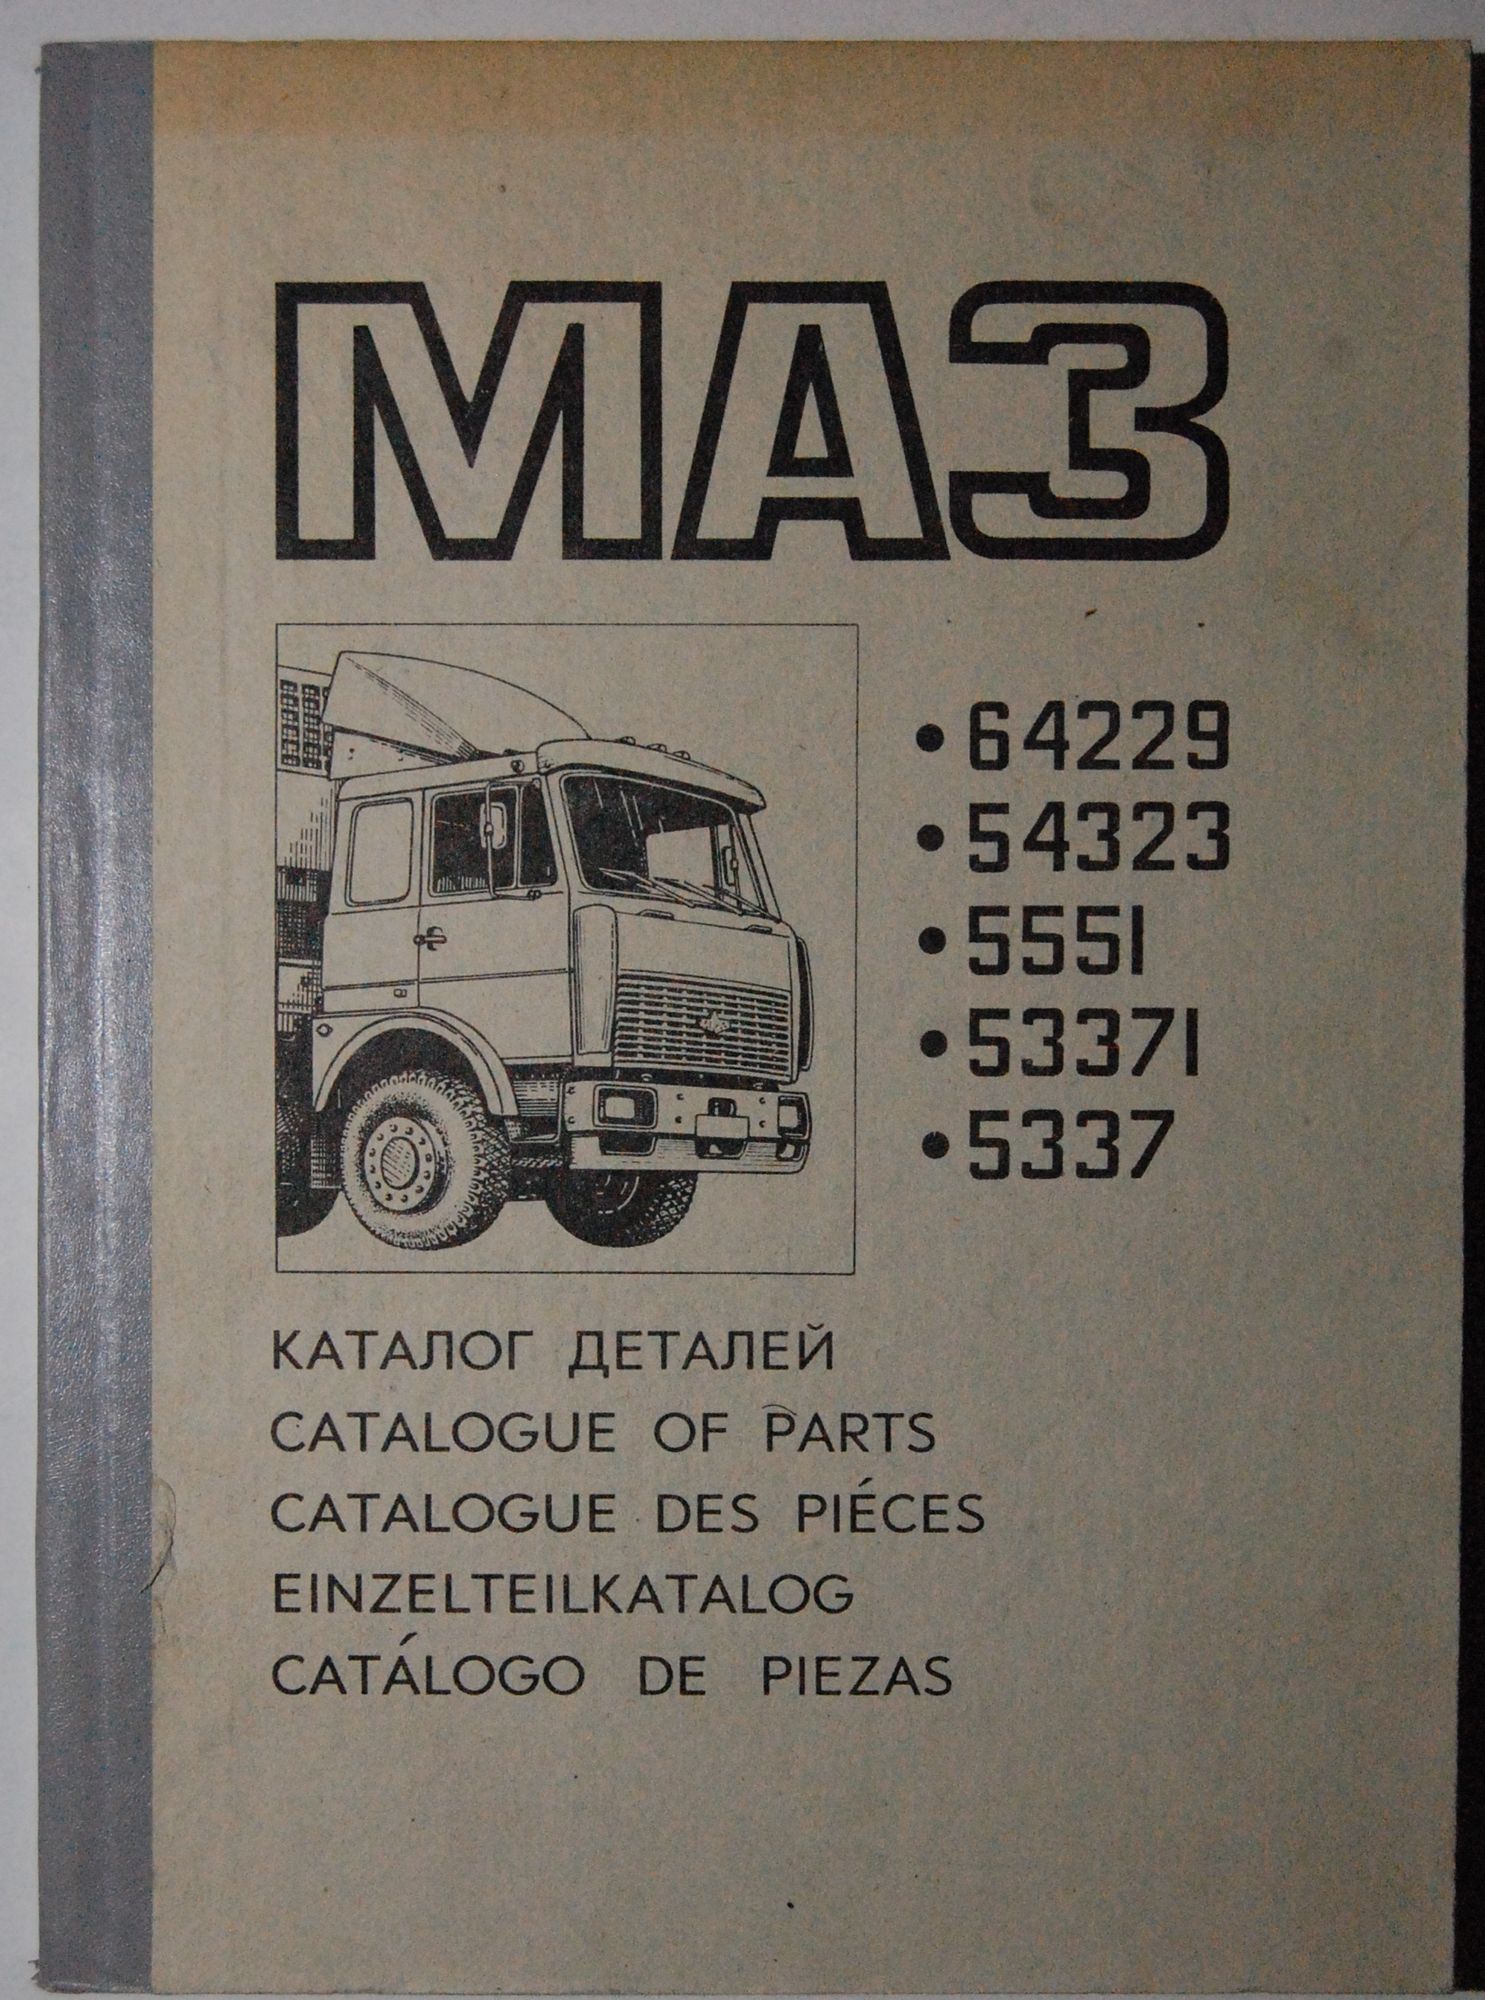 МАЗ
• 64229
• 54323
• 5551
• 53371
• 5337
КАТАЛОГ ДЕТАЛЕЙ
CATALOGUE OF PARTS
CATALOGUE DES PIÉCES
EINZELTEILKATALOG
CATÁLOGO DE PIEZAS